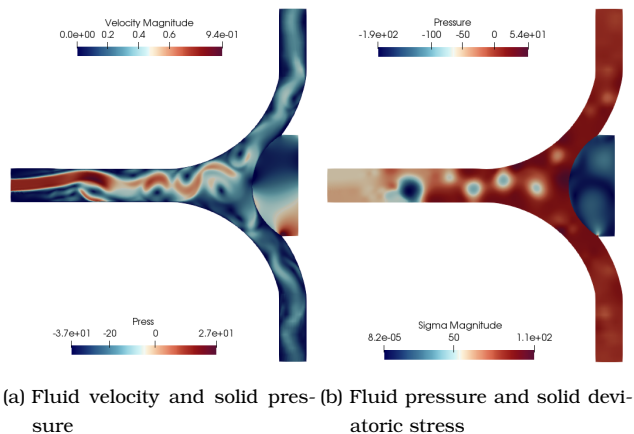 Velocity Magnitude
0.0e+00 0.2 0.4 0.6 9.4e-01
Pressure
-1.9e+02 -100 -50 0 5.4e+01
Press
-3.7e+01 -20 0 2.7e+01
Sigma Magnitude
8.2e-05 50 1.1e+02
(a) Fluid velocity and solid pres-
sure
(b) Fluid pressure and solid devi-
atoric stress